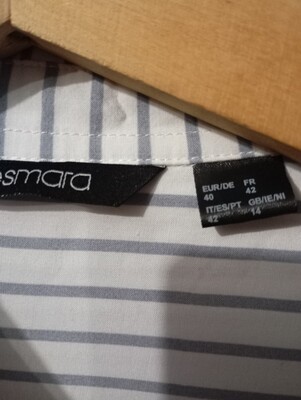 esmara
EUR/DE FR
40 42
IT/ES/PT GB/IE/NI
42 14